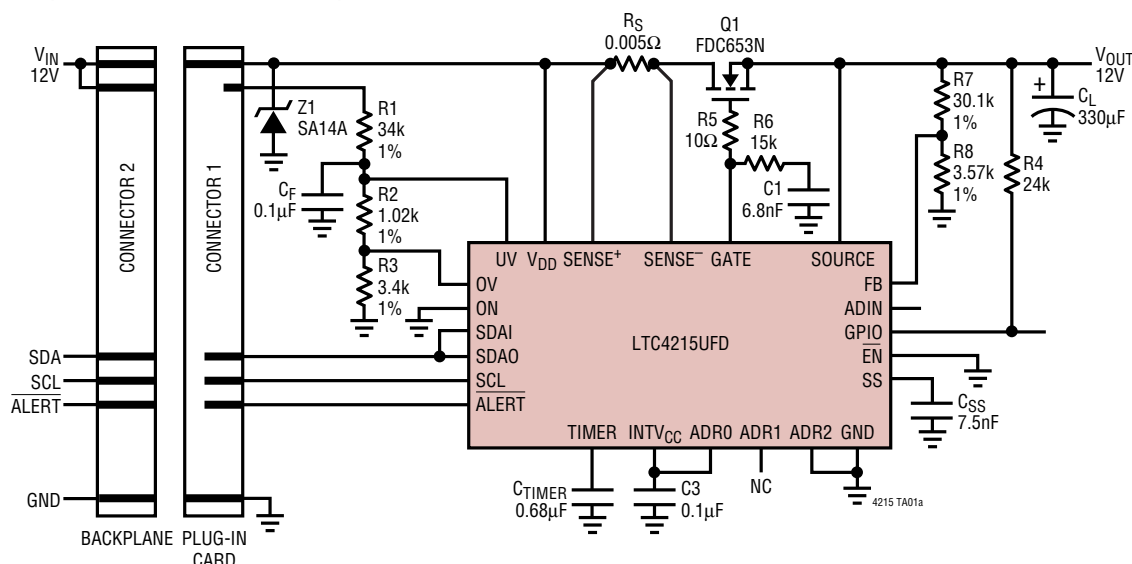 RS
0.005Ω
Q1
FDC653N
VIN
12V
VOUT
12V
Z1
SA14A
R1
34k
1%
R5
10Ω
R6
15k
R7
30.1k
1%
+
CL
330μF
CONNECTOR 2
CONNECTOR 1
CF
0.1μF
R2
1.02k
1%
C1
6.8nF
R8
3.57k
1%
R4
24k
R3
3.4k
1%
UV VDD SENSE+ SENSE– GATE SOURCE
OV
ON
SDAI
SDAO
SCL
ALERT
LTC4215UFD
FB
ADIN
GPIO
EN
SS
SDA
SCL
ALERT
CSS
7.5nF
TIMER INTVCC ADR0 ADR1 ADR2 GND
GND
CTIMER
0.68μF
C3
0.1μF
NC
4215 TA01a
BACKPLANE PLUG-IN
CARD